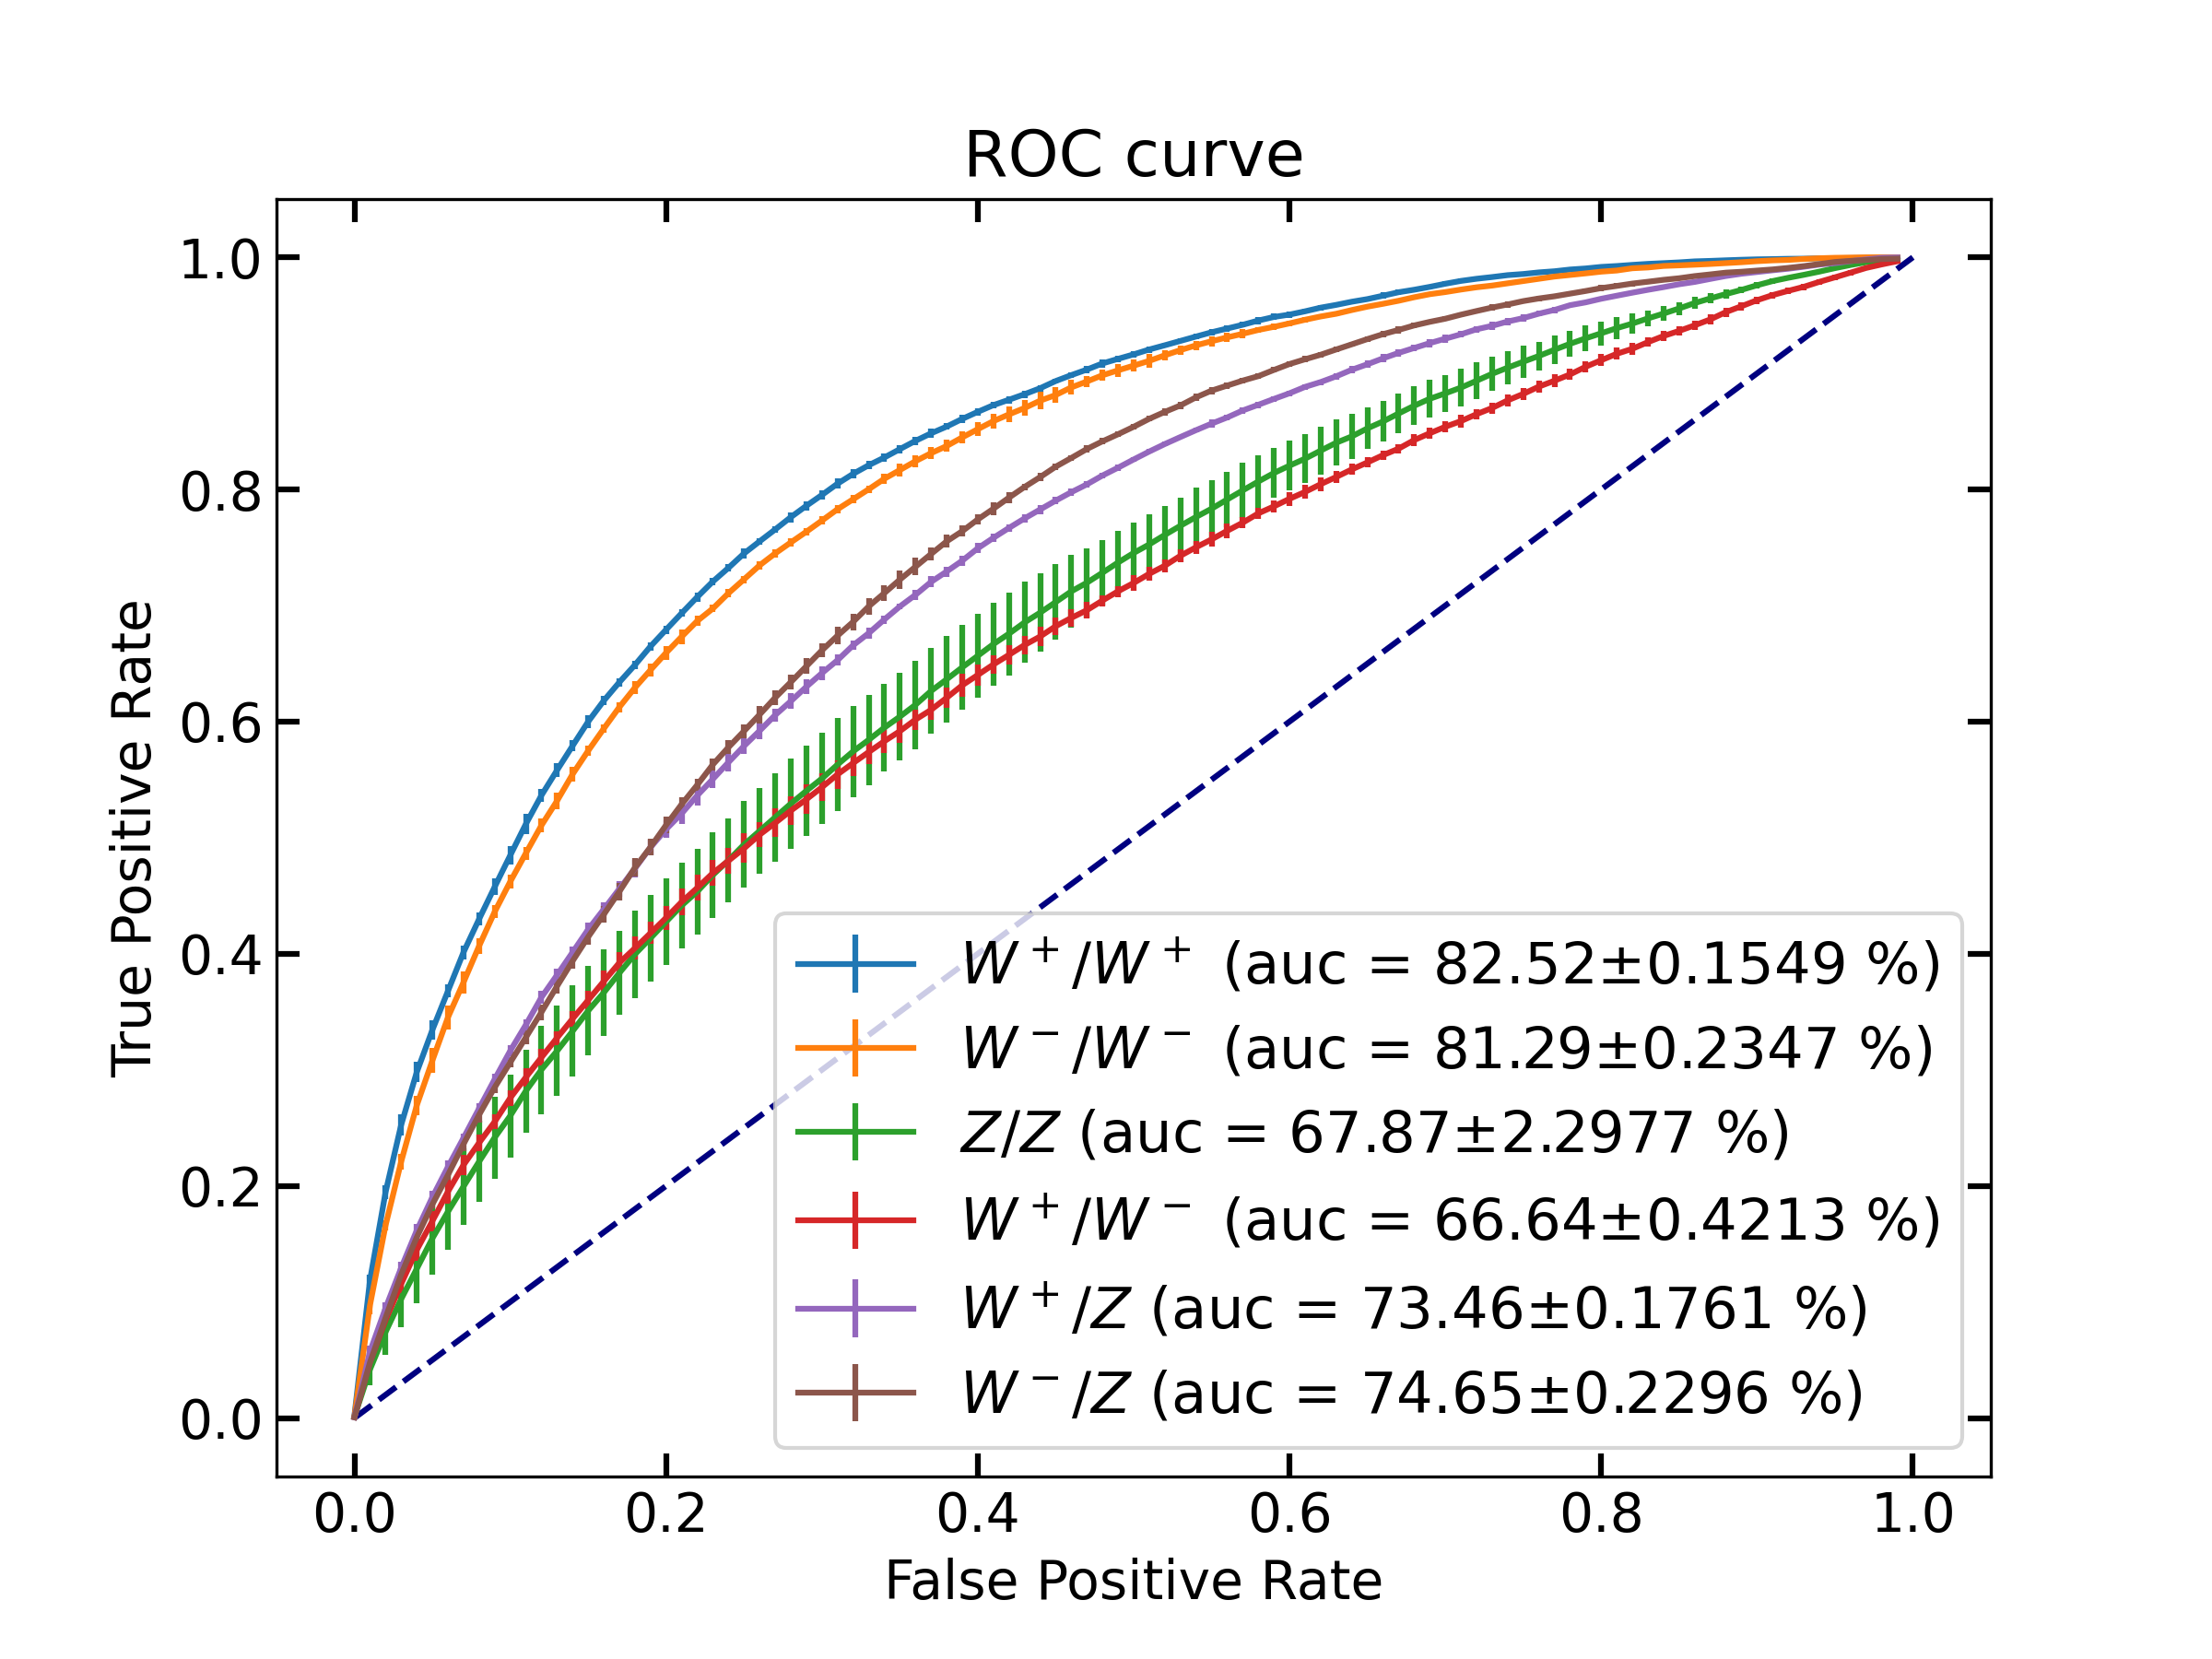 ROC curve
True Positive Rate
1.0
0.8
0.6
0.4
0.2
0.0
W⁺/W⁺ (auc = 82.52±0.1549 %)
W⁻/W⁻ (auc = 81.29±0.2347 %)
Z/Z (auc = 67.87±2.2977 %)
W⁺/W⁻ (auc = 66.64±0.4213 %)
W⁺/Z (auc = 73.46±0.1761 %)
W⁻/Z (auc = 74.65±0.2296 %)
0.0 0.2 0.4 0.6 0.8 1.0
False Positive Rate